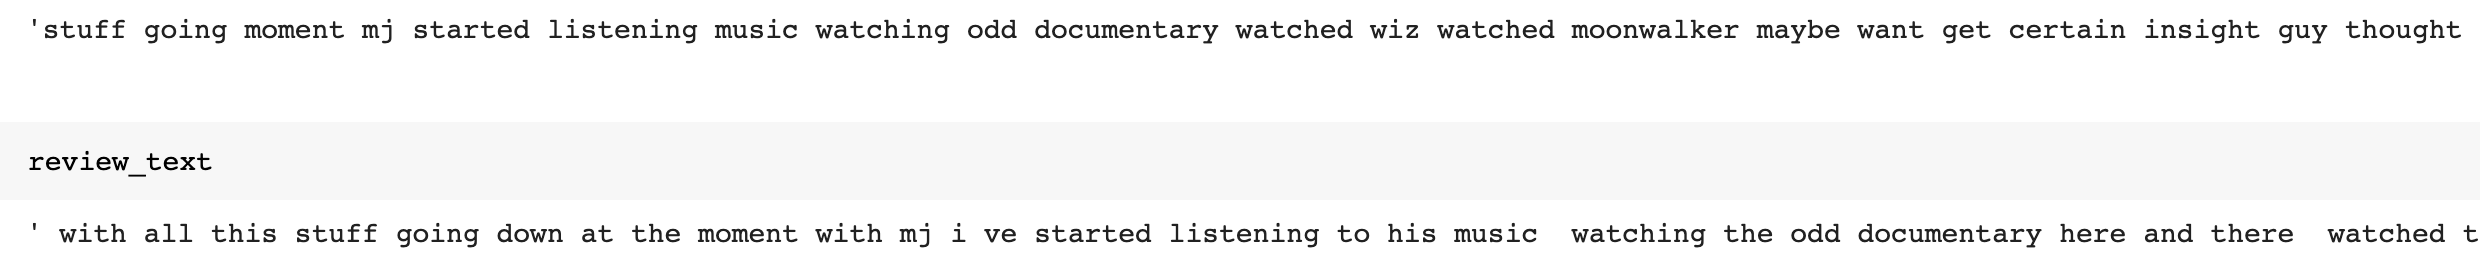 'stuff going moment mj started listening music watching odd documentary watched wiz watched moonwalker maybe want get certain insight guy thought
review_text
' with all this stuff going down at the moment with mj i ve started listening to his music  watching the odd documentary here and there  watched t